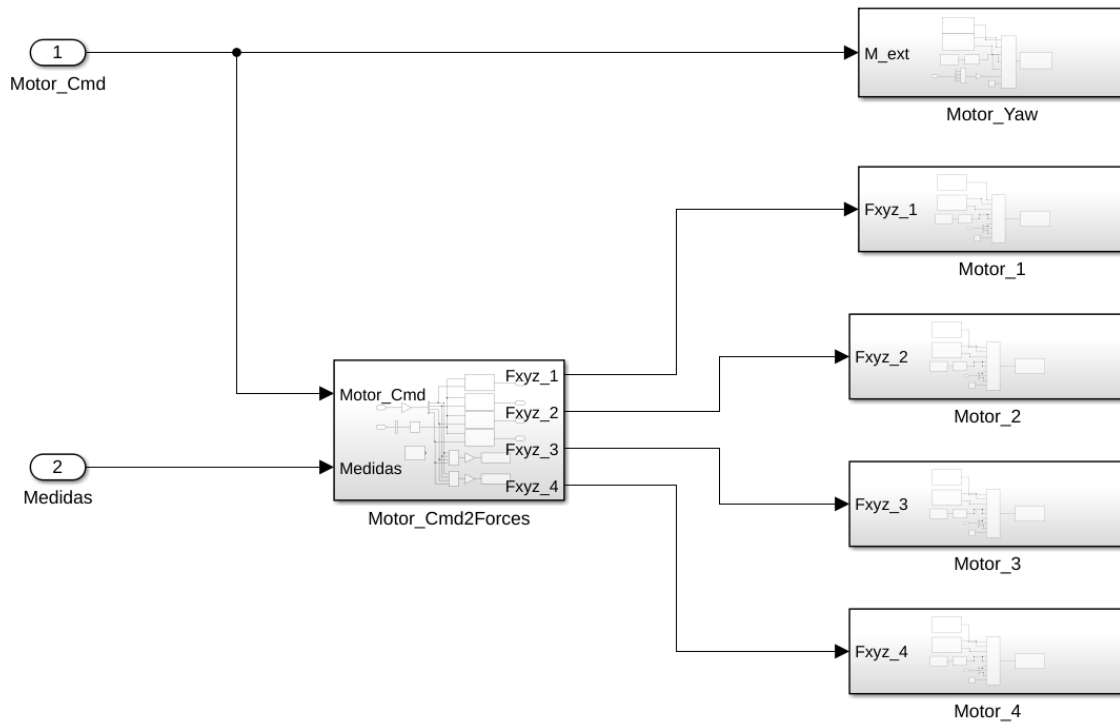 1
Motor_Cmd
M_ext
Motor_Yaw
Fxyz_1
Motor_1
Fxyz_2
Motor_2
Motor_Cmd
Medidas
Fxyz_1
Fxyz_2
Fxyz_3
Fxyz_4
Motor_Cmd2Forces
2
Medidas
Fxyz_3
Motor_3
Fxyz_4
Motor_4